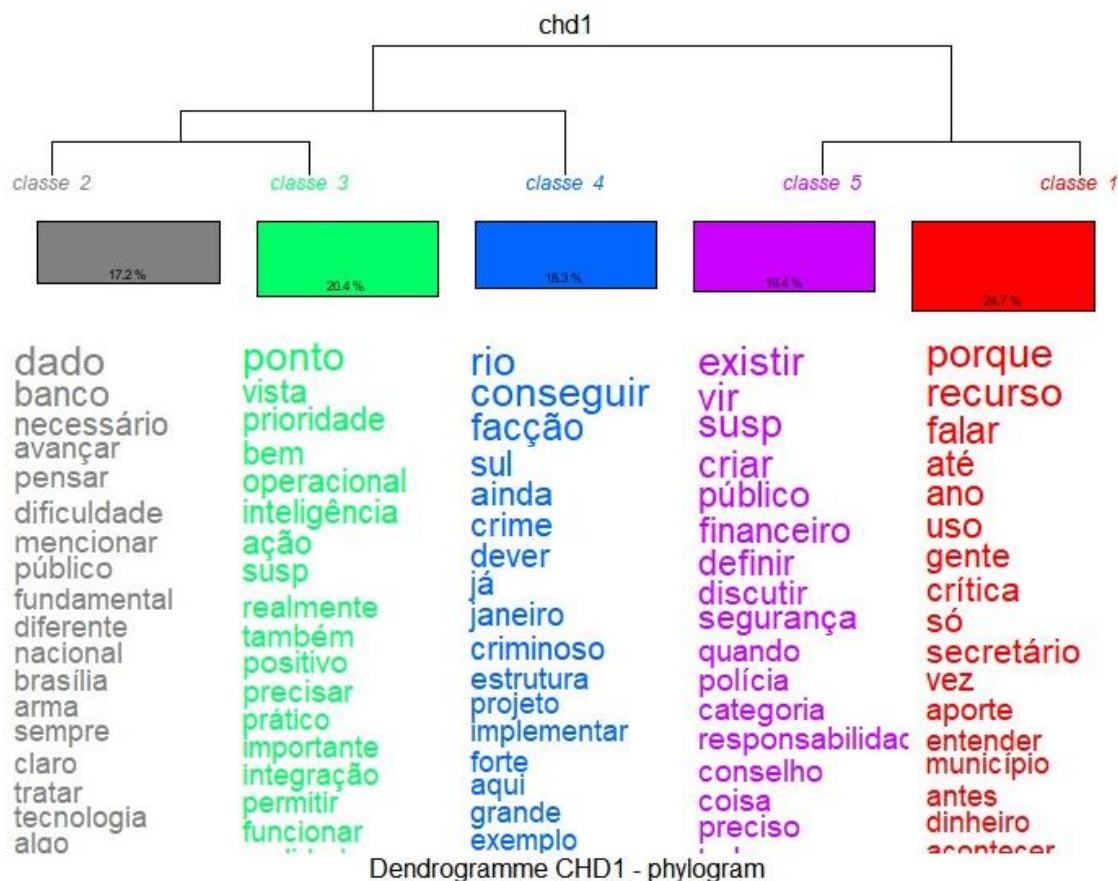 chd1
classe 2 classe 3 classe 4 classe 5 classe 1
17.2 % 20.4 % 18.3 % 19.4 % 24.7 %
dado
banco
necessário
avançar
pensar
dificuldade
mencionar
público
fundamental
diferente
nacional
brasília
arma
sempre
claro
tratar
tecnologia
algo
ponto
vista
prioridade
bem
operacional
inteligência
ação
susp
realmente
também
positivo
precisar
prático
importante
integração
permitir
funcionar
rio
conseguir
facção
sul
ainda
crime
dever
já
janeiro
criminoso
estrutura
projeto
implementar
forte
aqui
grande
exemplo
existir
vir
susp
criar
público
financeiro
definir
discutir
segurança
quando
polícia
categoria
responsabilidad
conselho
coisa
preciso
porque
recurso
falar
até
ano
uso
gente
crítica
só
secretário
vez
aporte
entender
município
antes
dinheiro
acontecer
Dendrogramme CHD1 - phylogram